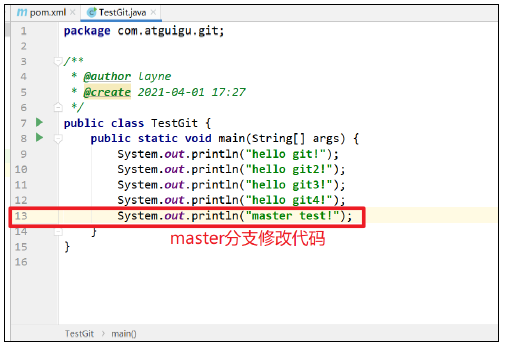 pom.xml × TestGit.java ×
1 package com.atguigu.git;
2
3 /**
4 * @author layne
5 * @create 2021-04-01 17:27
6 */
7 public class TestGit {
8 public static void main(String[] args) {
9 System.out.println("hello git!");
10 System.out.println("hello git2!");
11 System.out.println("hello git3!");
12 System.out.println("hello git4!");
13 System.out.println("master test!");
14 }
master分支修改代码
15 }
16
TestGit › main()